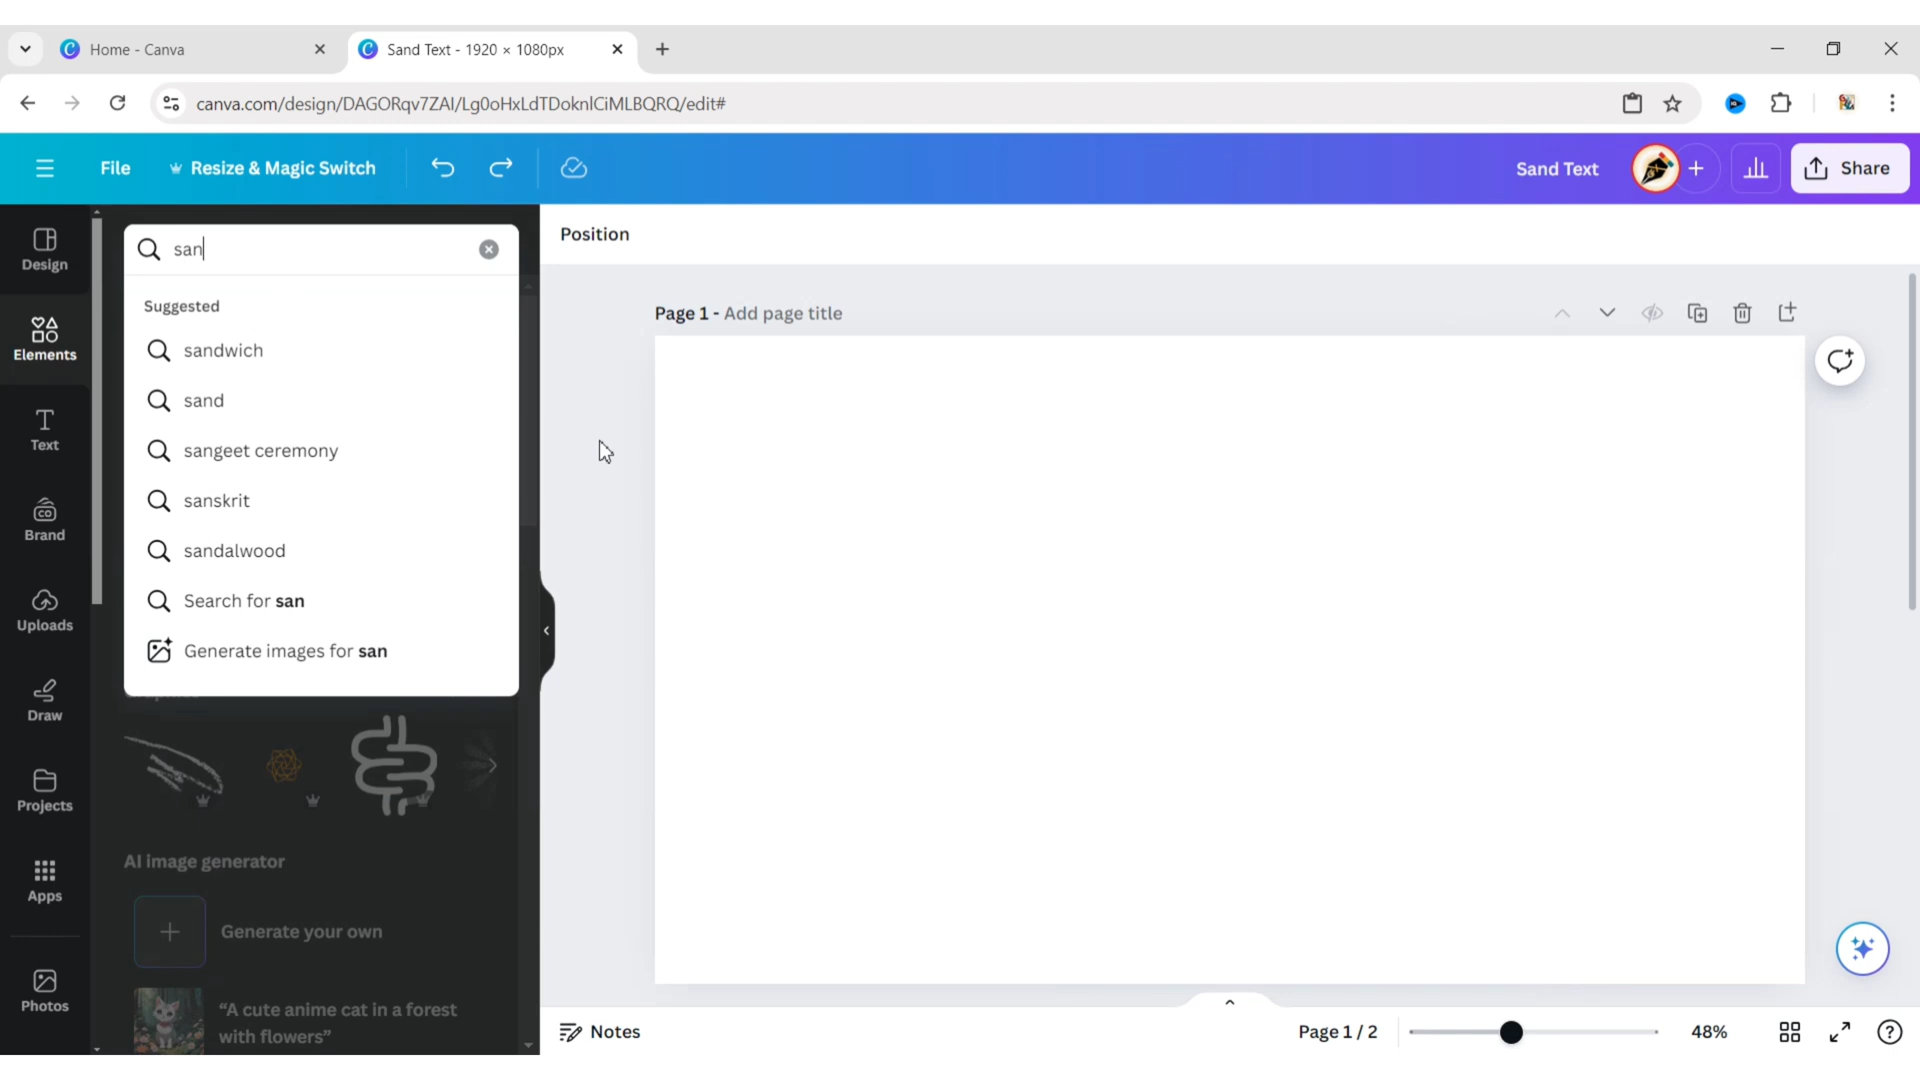 Home - Canva
Sand Text - 1920 × 1080px
canva.com/design/DAGORqv7ZAI/Lg0oHxLdTDoknlCiMLBQRQ/edit#
File
Resize & Magic Switch
Sand Text
Share
Design
Elements
Text
Brand
Uploads
Draw
Projects
Apps
Photos
san
Suggested
sandwich
sand
sangeet ceremony
sanskrit
sandalwood
Search for san
Generate images for san
AI image generator
Generate your own
“A cute anime cat in a forest
with flowers”
Position
Page 1 - Add page title
Notes
Page 1 / 2
48%